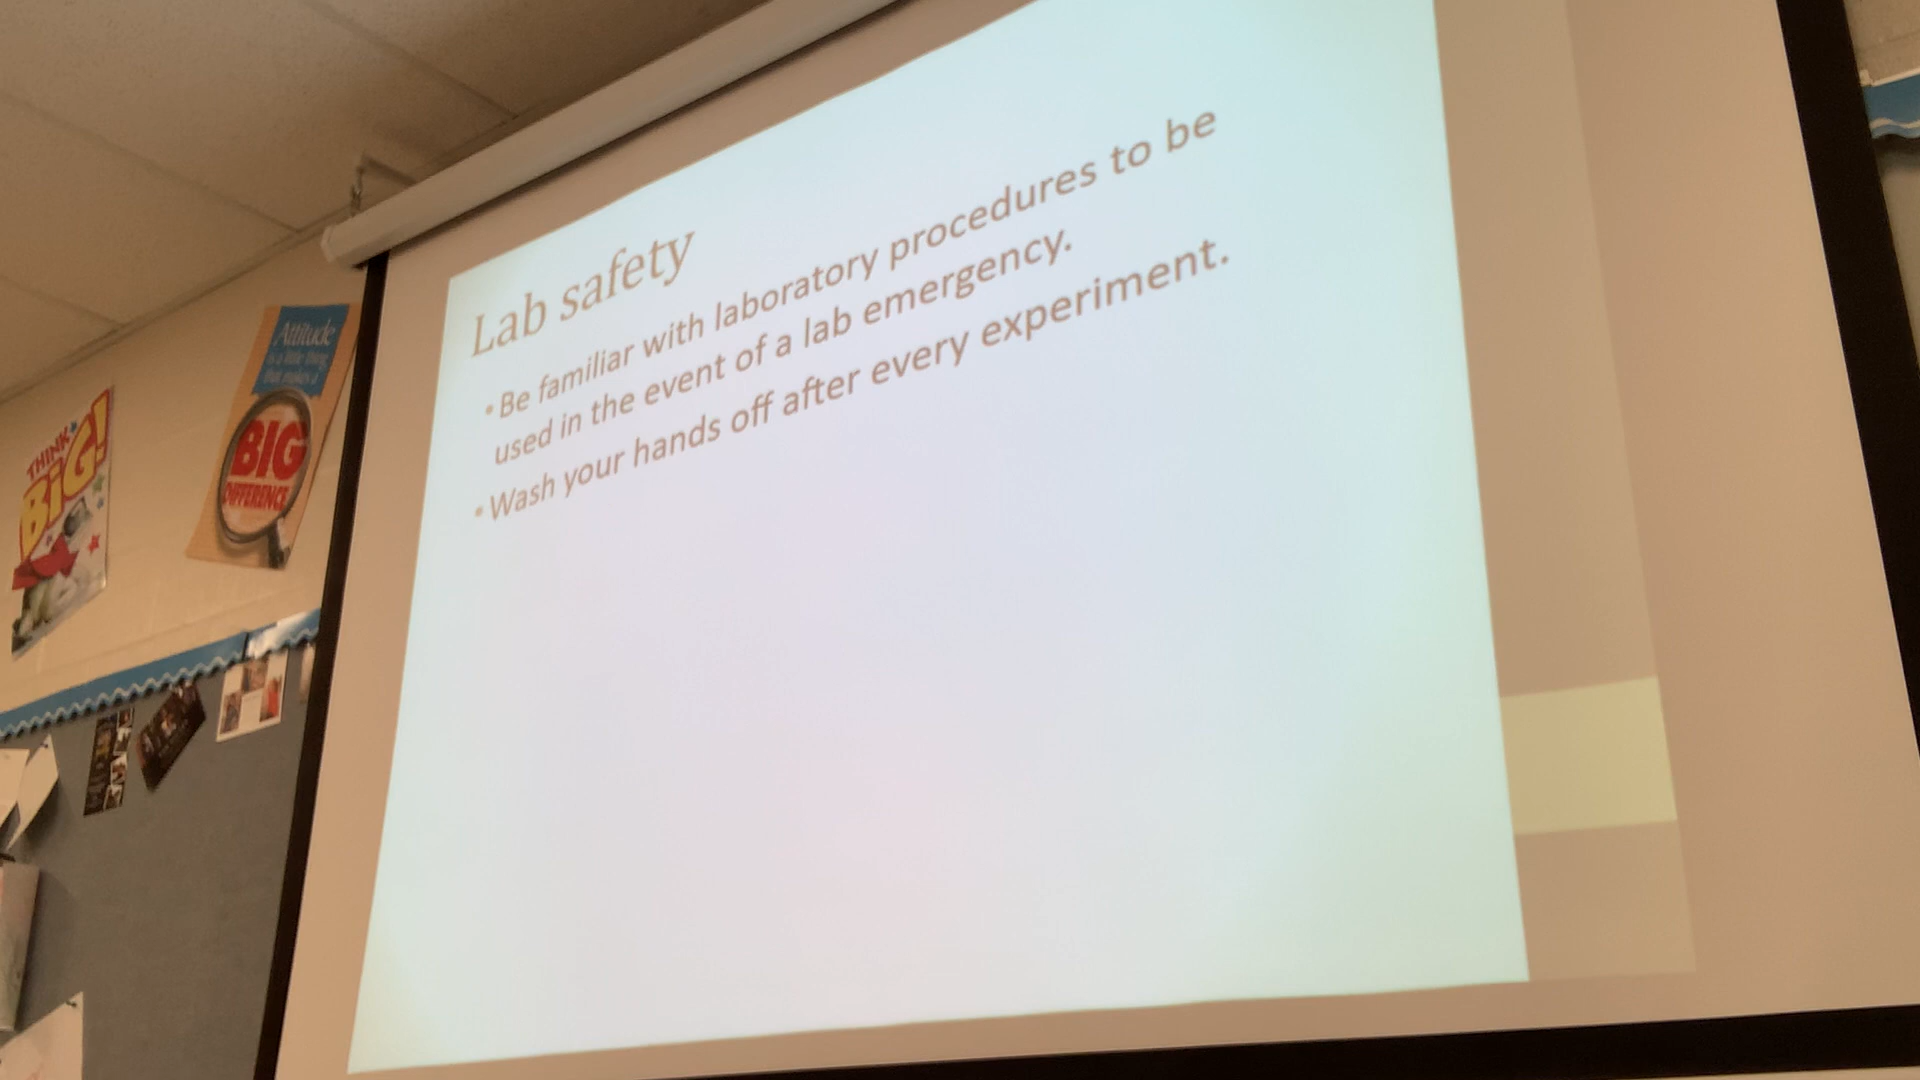 Lab safety
• Be familiar with laboratory procedures to be
used in the event of a lab emergency.
• Wash your hands off after every experiment.
Attitude
is a little thing
that makes a
BIG
DIFFERENCE
THINK
BiG!